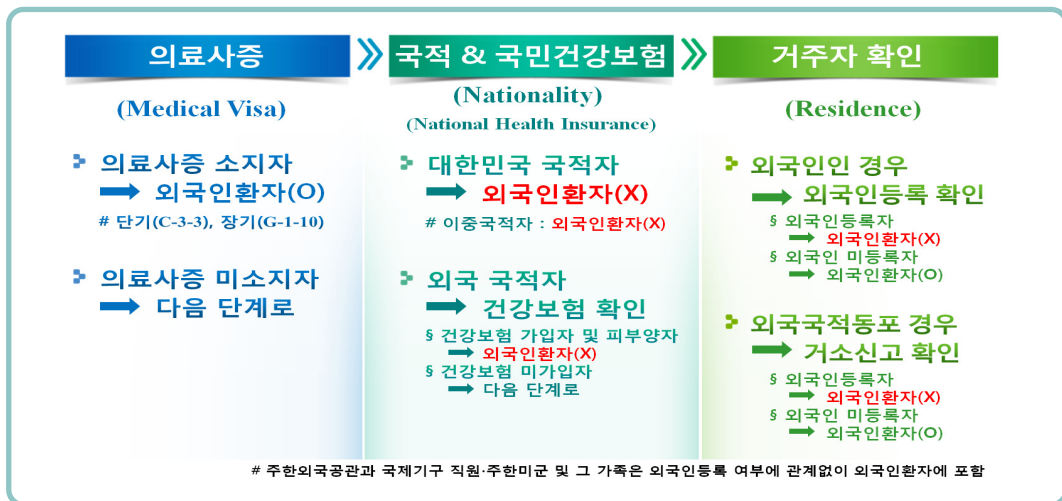 의료사증
(Medical Visa)
의료사증 소지자
외국인환자(O)
# 단기(C-3-3), 장기(G-1-10)
의료사증 미소지자
다음 단계로
국적 & 국민건강보험
(Nationality)
(National Health Insurance)
대한민국 국적자
외국인환자(X)
# 이중국적자 : 외국인환자(X)
외국 국적자
건강보험 확인
§ 건강보험 가입자 및 피부양자
외국인환자(X)
§ 건강보험 미가입자
다음 단계로
거주자 확인
(Residence)
외국인인 경우
외국인등록 확인
§ 외국인등록자
외국인환자(X)
§ 외국인 미등록자
외국인환자(O)
외국국적동포 경우
거소신고 확인
§ 외국인등록자
외국인환자(X)
§ 외국인 미등록자
외국인환자(O)
# 주한외국공관과 국제기구 직원·주한미군 및 그 가족은 외국인등록 여부에 관계없이 외국인환자에 포함